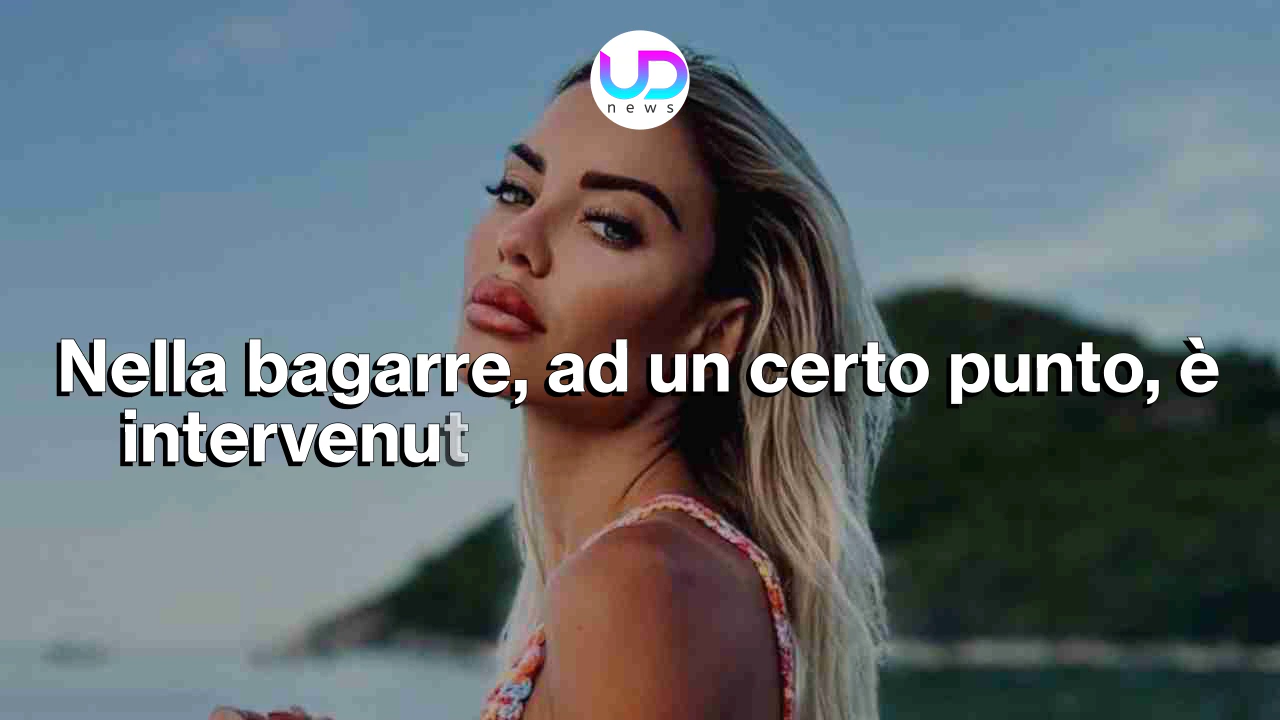 UD
news
Nella bagarre, ad un certo punto, è
intervenut